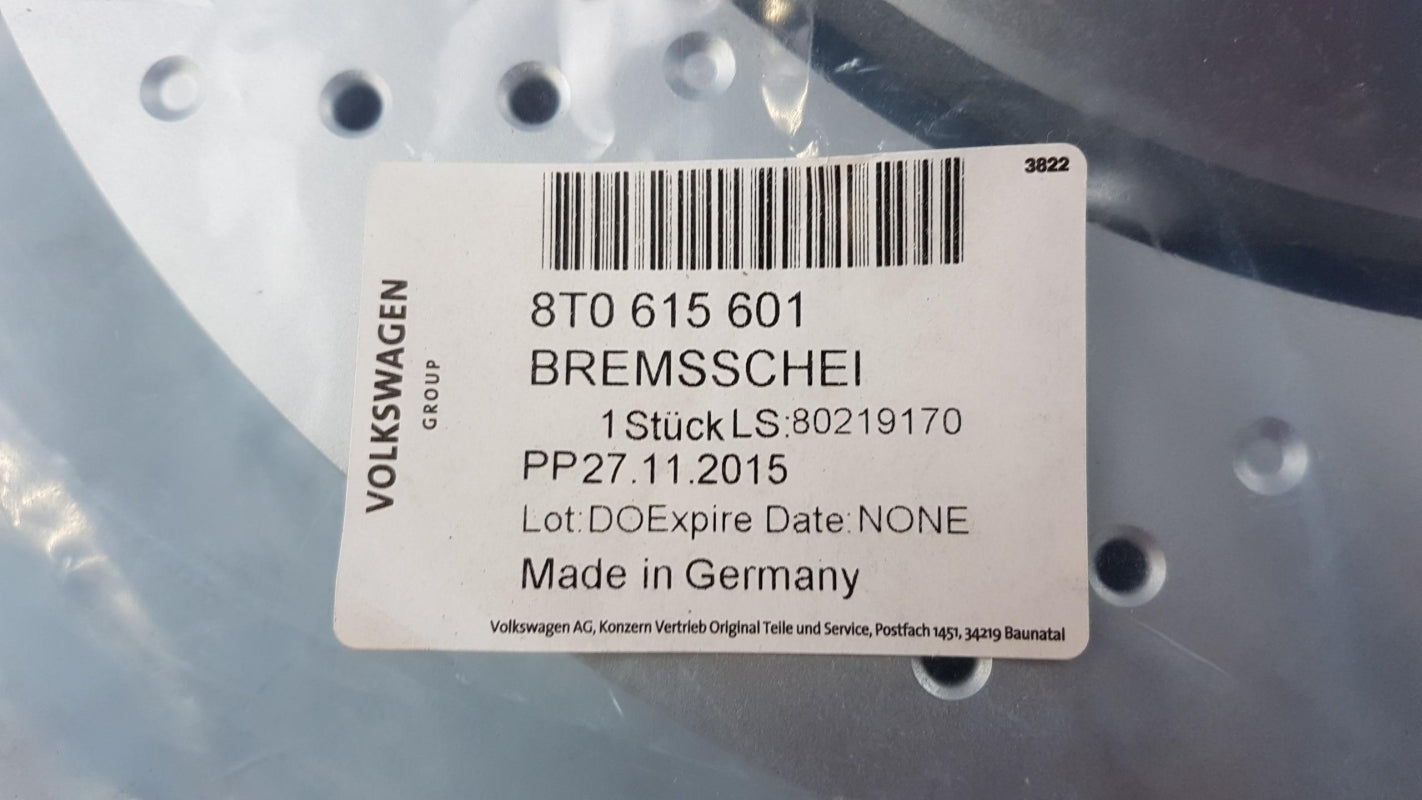 3822
VOLKSWAGEN
GROUP
8T0 615 601
BREMSSCHEI
1 Stück LS:80219170
PP27.11.2015
Lot:DOExpire Date:NONE
Made in Germany
Volkswagen AG, Konzern Vertrieb Original Teile und Service, Postfach 1451, 34219 Baunatal